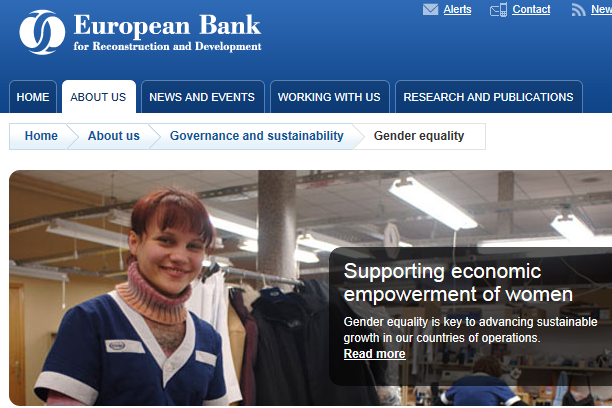 European Bank
for Reconstruction and Development
Alerts
Contact
New
HOME
ABOUT US
NEWS AND EVENTS
WORKING WITH US
RESEARCH AND PUBLICATIONS
Home
About us
Governance and sustainability
Gender equality
Supporting economic
empowerment of women
Gender equality is key to advancing sustainable
growth in our countries of operations.
Read more